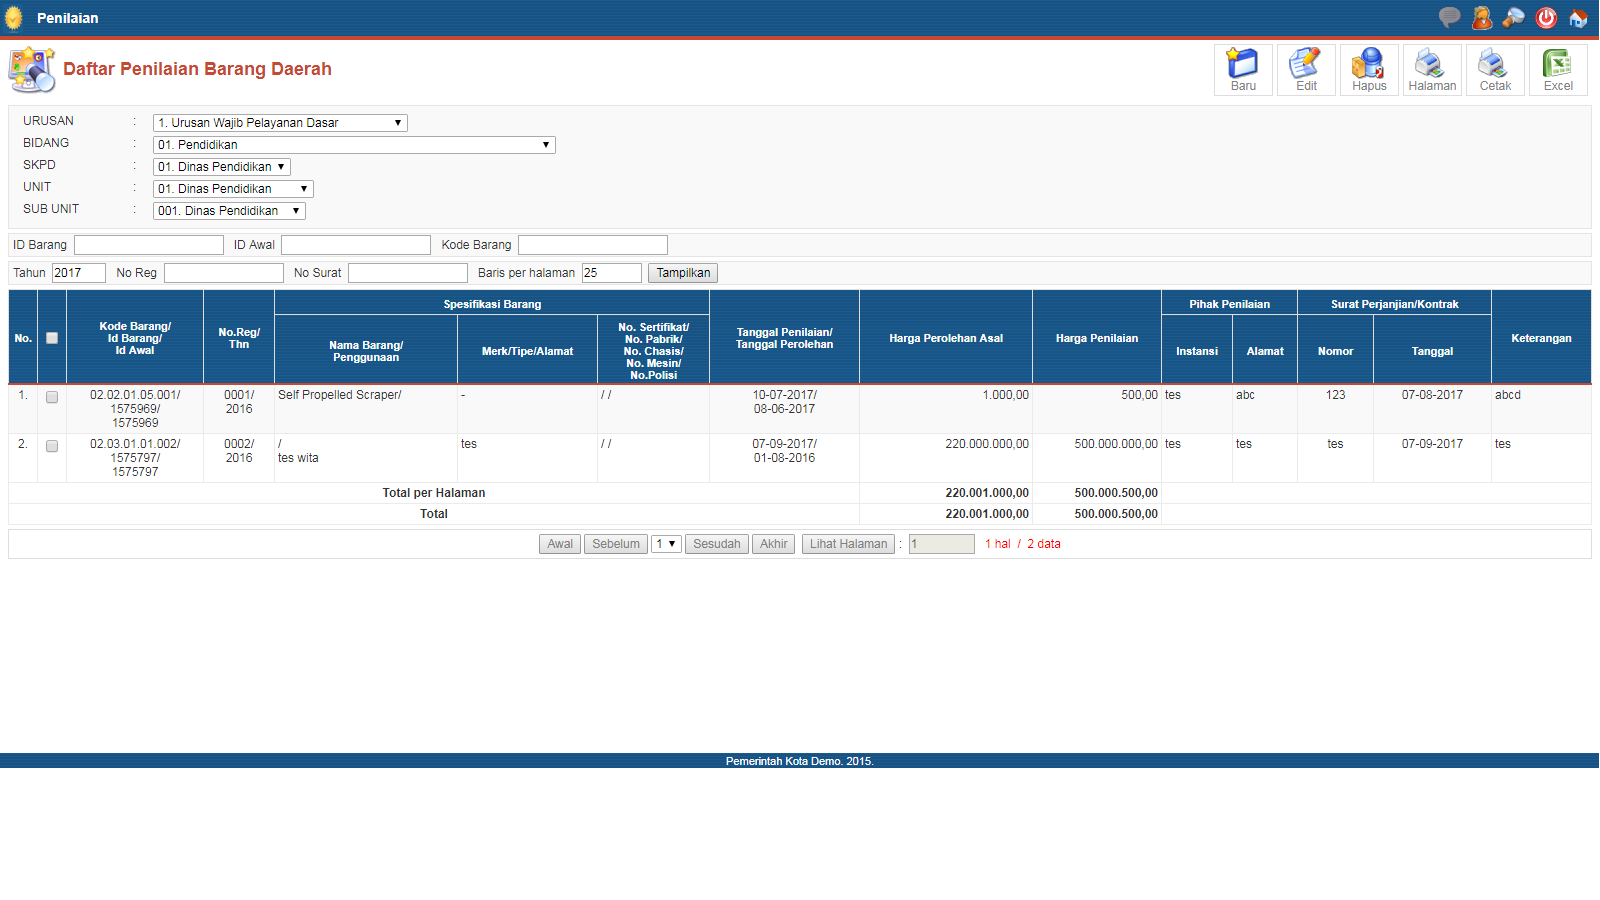 Penilaian
Daftar Penilaian Barang Daerah
Baru
Edit
Hapus
Halaman
Cetak
Excel
URUSAN : 1. Urusan Wajib Pelayanan Dasar
BIDANG : 01. Pendidikan
SKPD : 01. Dinas Pendidikan
UNIT : 01. Dinas Pendidikan
SUB UNIT : 001. Dinas Pendidikan
ID Barang ID Awal Kode Barang
Tahun 2017 No Reg No Surat Baris per halaman 25 Tampilkan
No.
Kode Barang/
Id Barang/
Id Awal
No.Reg/
Thn
Spesifikasi Barang
Nama Barang/
Penggunaan
Merk/Tipe/Alamat
No. Sertifikat/
No. Pabrik/
No. Chasis/
No. Mesin/
No.Polisi
Tanggal Penilaian/
Tanggal Perolehan
Harga Perolehan Asal
Harga Penilaian
Pihak Penilaian
Instansi
Alamat
Surat Perjanjian/Kontrak
Nomor
Tanggal
Keterangan
1. 02.02.01.05.001/ 0001/ Self Propelled Scraper/ - / / 10-07-2017/ 1.000,00 500,00 tes abc 123 07-08-2017 abcd
1575969/ 2016 08-06-2017
1575969
2. 02.03.01.01.002/ 0002/ / tes / / 07-09-2017/ 220.000.000,00 500.000.000,00 tes tes tes 07-09-2017 tes
1575797/ 2016 tes wita 01-08-2016
1575797
Total per Halaman 220.001.000,00 500.000.500,00
Total 220.001.000,00 500.000.500,00
Awal Sebelum 1 Sesudah Akhir Lihat Halaman : 1 1 hal / 2 data
Pemerintah Kota Demo. 2015.